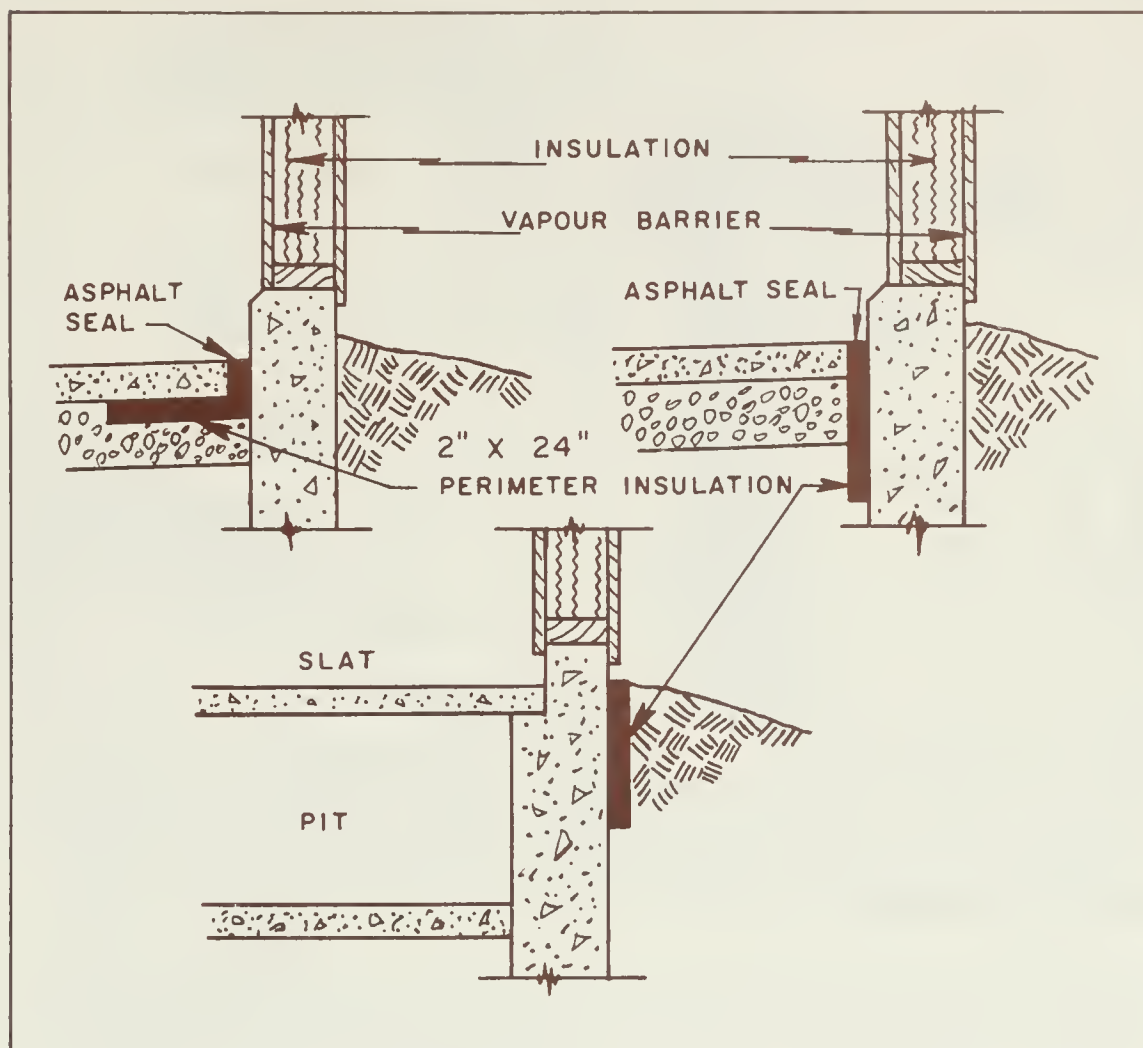 INSULATION
VAPOUR BARRIER
ASPHALT
SEAL
ASPHALT SEAL
2" X 24"
PERIMETER INSULATION
SLAT
PIT